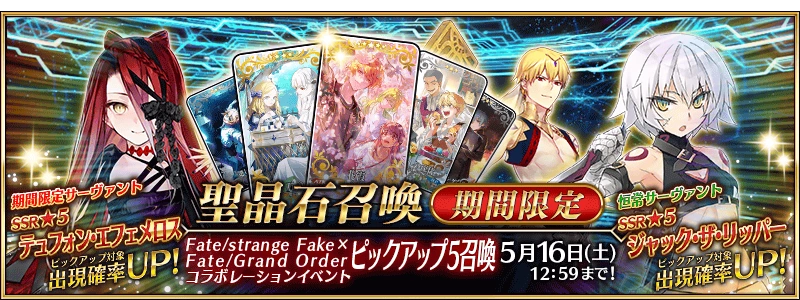 聖晶石召喚 期間限定
期間限定サーヴァント
SSR★5
テュフォン・エフェメロス
ピックアップ対象
出現確率UP!
Fate/strange Fake×
Fate/Grand Order
コラボレーションイベント
ピックアップ5召喚
5月16日(土)
12:59まで!
恒常サーヴァント
SSR★5
ジャック・ザ・リッパー
ピックアップ対象
出現確率UP!